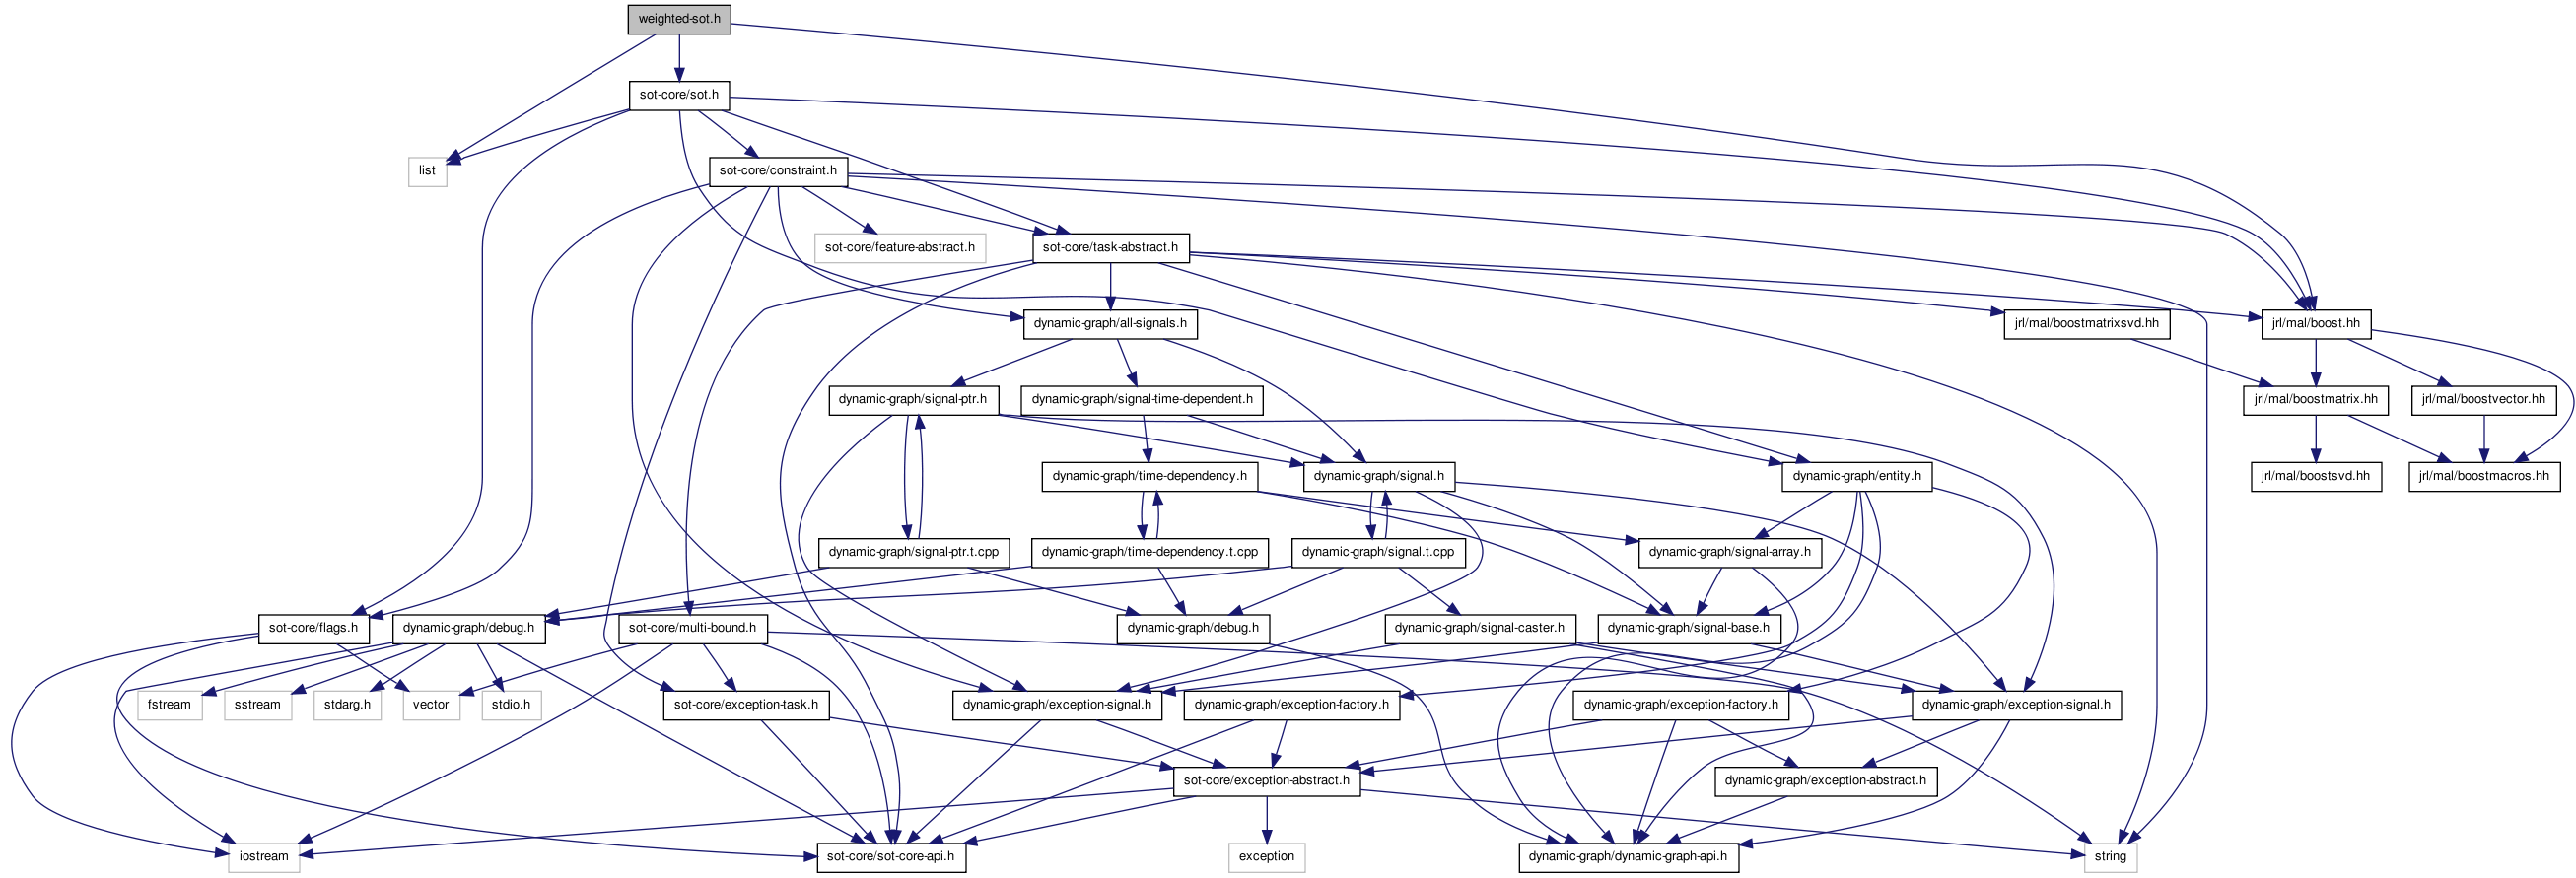 weighted-sot.h
sot-core/sot.h
list
sot-core/constraint.h
sot-core/feature-abstract.h
sot-core/task-abstract.h
dynamic-graph/all-signals.h
jrl/mal/boostmatrixsvd.hh
jrl/mal/boost.hh
dynamic-graph/signal-ptr.h
dynamic-graph/signal-time-dependent.h
jrl/mal/boostmatrix.hh
jrl/mal/boostvector.hh
dynamic-graph/time-dependency.h
dynamic-graph/signal.h
dynamic-graph/entity.h
jrl/mal/boostsvd.hh
jrl/mal/boostmacros.hh
dynamic-graph/signal-ptr.t.cpp
dynamic-graph/time-dependency.t.cpp
dynamic-graph/signal.t.cpp
dynamic-graph/signal-array.h
sot-core/flags.h
dynamic-graph/debug.h
sot-core/multi-bound.h
dynamic-graph/debug.h
dynamic-graph/signal-caster.h
dynamic-graph/signal-base.h
fstream
sstream
stdarg.h
vector
stdio.h
sot-core/exception-task.h
dynamic-graph/exception-signal.h
dynamic-graph/exception-factory.h
dynamic-graph/exception-factory.h
dynamic-graph/exception-signal.h
sot-core/exception-abstract.h
dynamic-graph/exception-abstract.h
iostream
sot-core/sot-core-api.h
exception
dynamic-graph/dynamic-graph-api.h
string